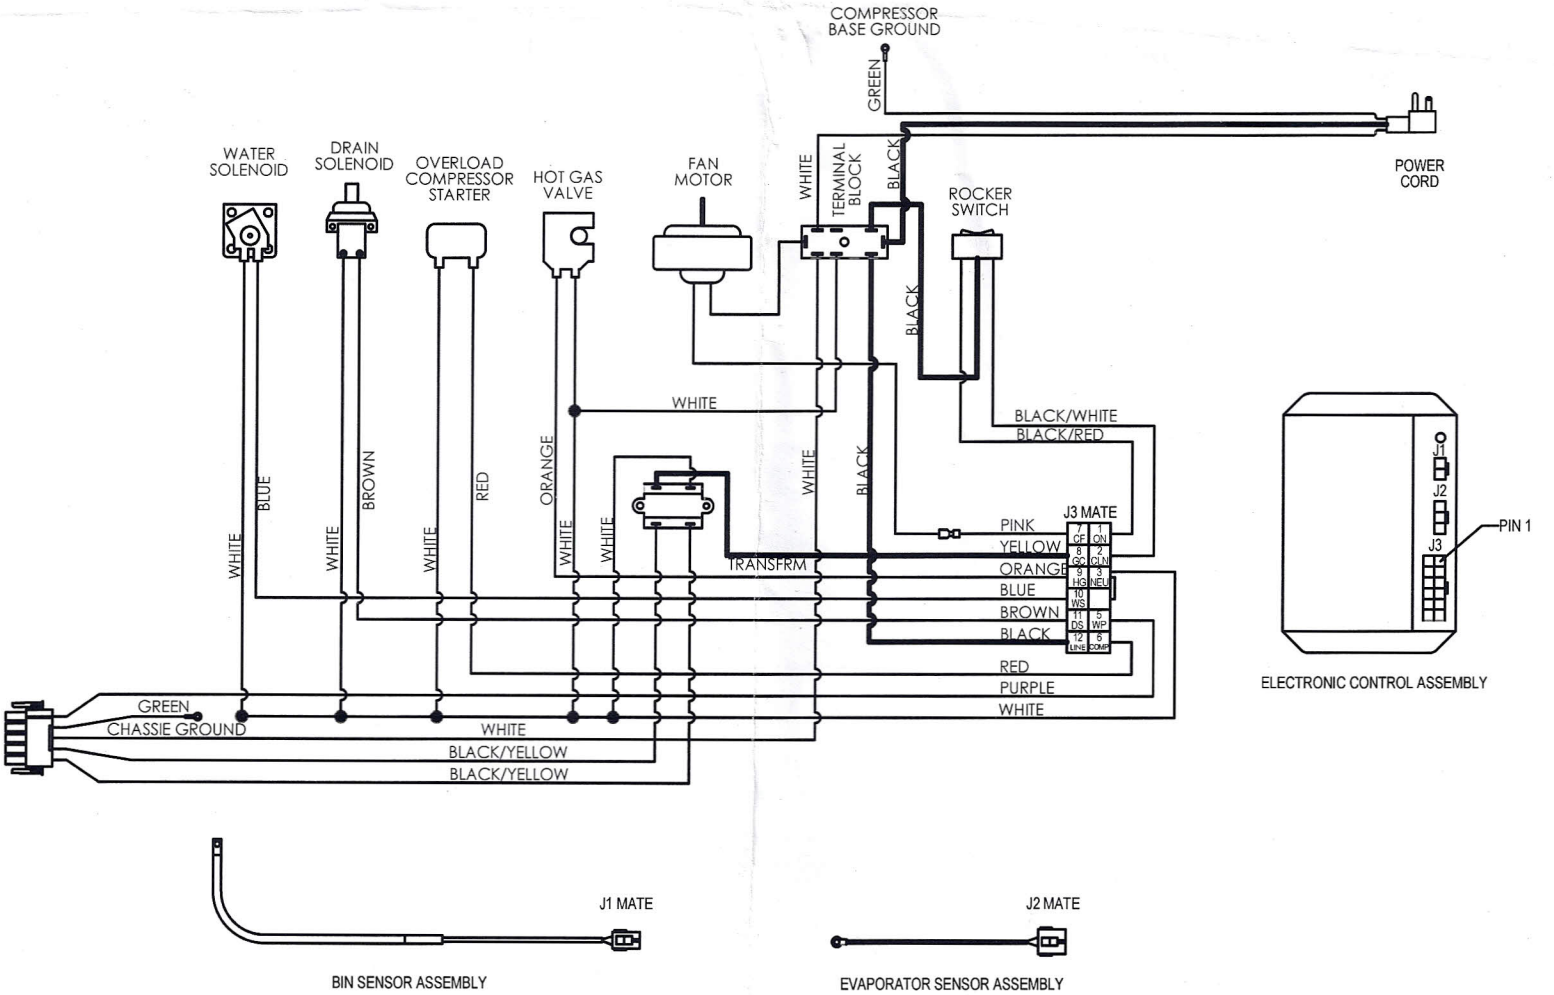 COMPRESSOR
BASE GROUND
GREEN
POWER
CORD
WATER
SOLENOID
DRAIN
SOLENOID
OVERLOAD
COMPRESSOR
STARTER
HOT GAS
VALVE
FAN
MOTOR
WHITE
TERMINAL
BLOCK
BLACK
ROCKER
SWITCH
BLACK
WHITE
BLACK/WHITE
BLACK/RED
BLUE
BROWN
RED
ORANGE
WHITE
BLACK
WHITE
WHITE
WHITE
WHITE
WHITE
TRANSFRM
J3 MATE
PINK
YELLOW
ORANGE
BLUE
BROWN
BLACK
RED
PURPLE
WHITE
7 CF
1 ON
8 GC
2 CLN
9 HG
3 NEU
10 WS
11 DS
5 WP
12 LINE
6 COMP
J1
J2
J3
PIN 1
ELECTRONIC CONTROL ASSEMBLY
GREEN
CHASSIE GROUND
WHITE
BLACK/YELLOW
BLACK/YELLOW
J1 MATE
BIN SENSOR ASSEMBLY
J2 MATE
EVAPORATOR SENSOR ASSEMBLY